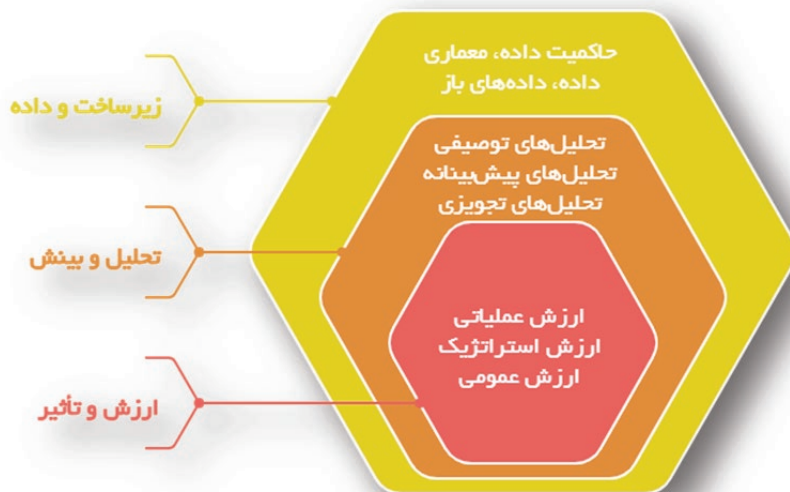 حاکمیت داده، معماری
داده، داده‌های باز
زیرساخت و داده
تحلیل‌های توصیفی
تحلیل‌های پیش‌بینانه
تحلیل‌های تجویزی
تحلیل و بینش
ارزش عملیاتی
ارزش استراتژیک
ارزش عمومی
ارزش و تأثیر